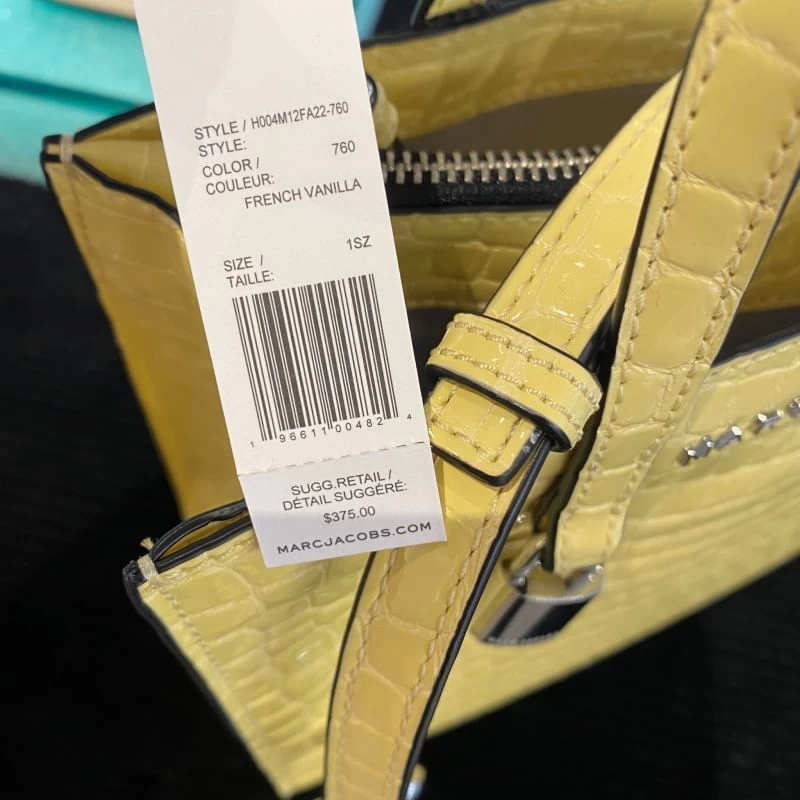 STYLE / H004M12FA22-760
STYLE:
COLOR / 760
COULEUR:
FRENCH VANILLA
SIZE / 1SZ
TAILLE:
1 96611 00482 4
SUGG.RETAIL /
DÉTAIL SUGGÉRÉ:
$375.00
MARCJACOBS.COM